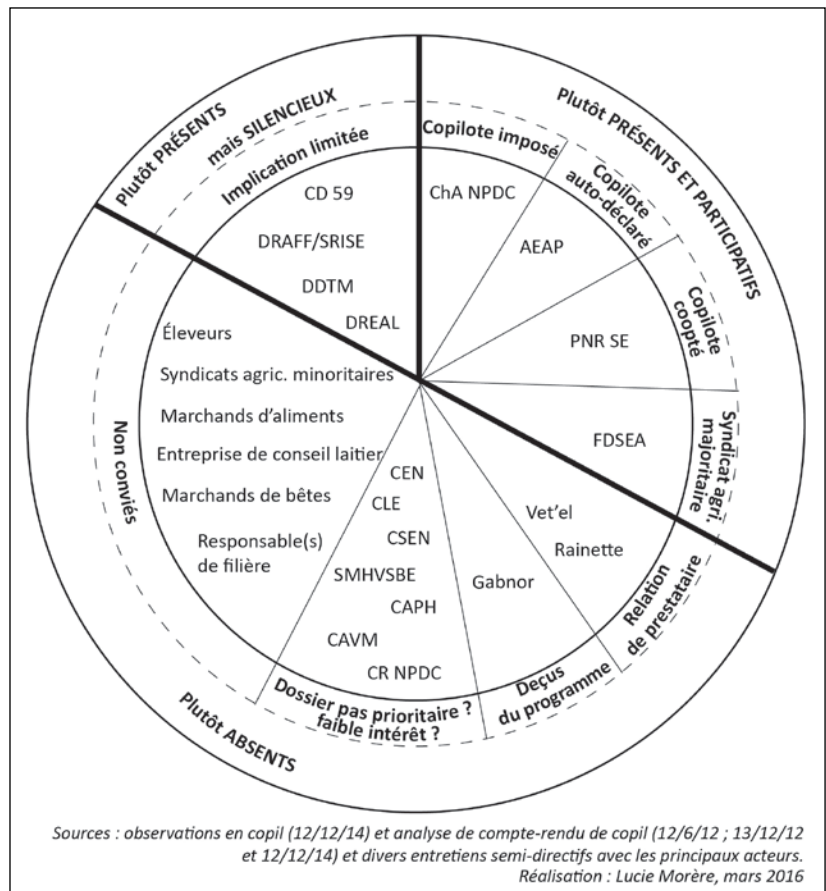 Plutôt PRÉSENTS
mais SILENCIEUX
Implication limitée
CD 59
DRAFF/SRISE
DDTM
DREAL
Plutôt PRÉSENTS ET PARTICIPATIFS
Copilote imposé
ChA NPDC
Copilote
auto-déclaré
AEAP
Copilote
coopté
PNR SE
Syndicat agri.
majoritaire
FDSEA
Plutôt ABSENTS
Relation
de prestataire
Vet'el
Rainette
Deçus
du programme
Gabnor
Dossier pas prioritaire ?
faible intérêt ?
CEN
CLE
CSEN
SMHVSBE
CAPH
CAVM
CR NPDC
Non conviés
Éleveurs
Syndicats agric. minoritaires
Marchands d'aliments
Entreprise de conseil laitier
Marchands de bêtes
Responsable(s)
de filière
Sources : observations en copil (12/12/14) et analyse de compte-rendu de copil (12/6/12 ; 13/12/12
et 12/12/14) et divers entretiens semi-directifs avec les principaux acteurs.
Réalisation : Lucie Morère, mars 2016